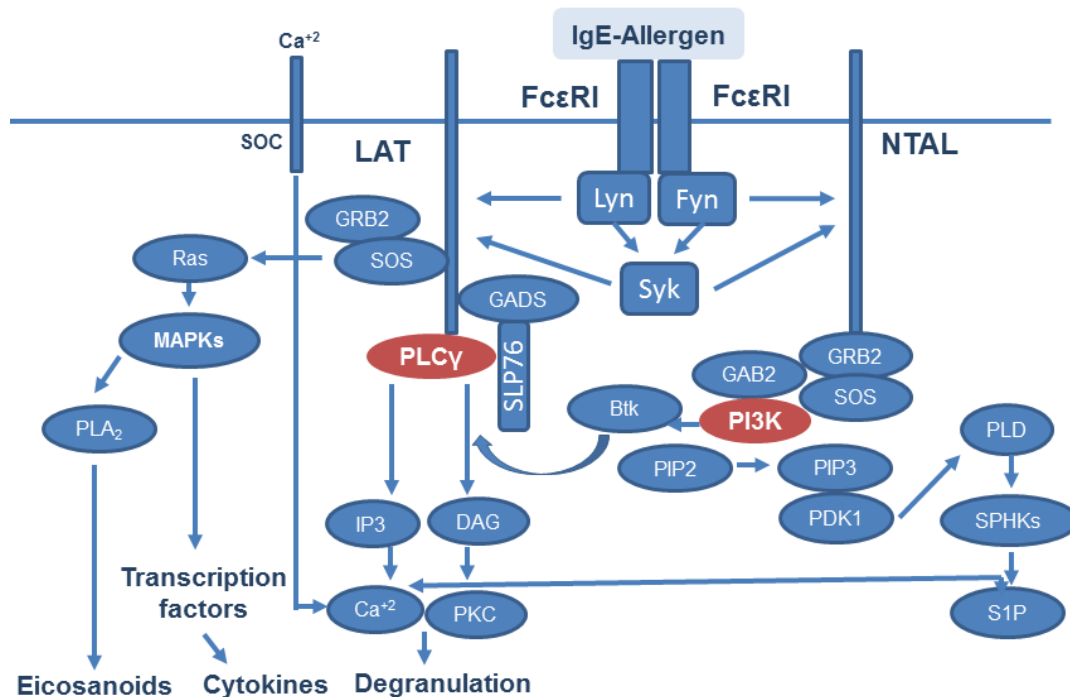 IgE-Allergen
Ca⁺²
FcεRI
FcεRI
SOC
LAT
NTAL
Lyn
Fyn
GRB2
Ras
SOS
Syk
GADS
MAPKs
PLCγ
SLP76
GRB2
GAB2
SOS
Btk
PI3K
PLA₂
PLD
PIP2
PIP3
IP3
DAG
PDK1
SPHKs
Transcription
factors
Ca⁺²
PKC
S1P
Eicosanoids
Cytokines
Degranulation